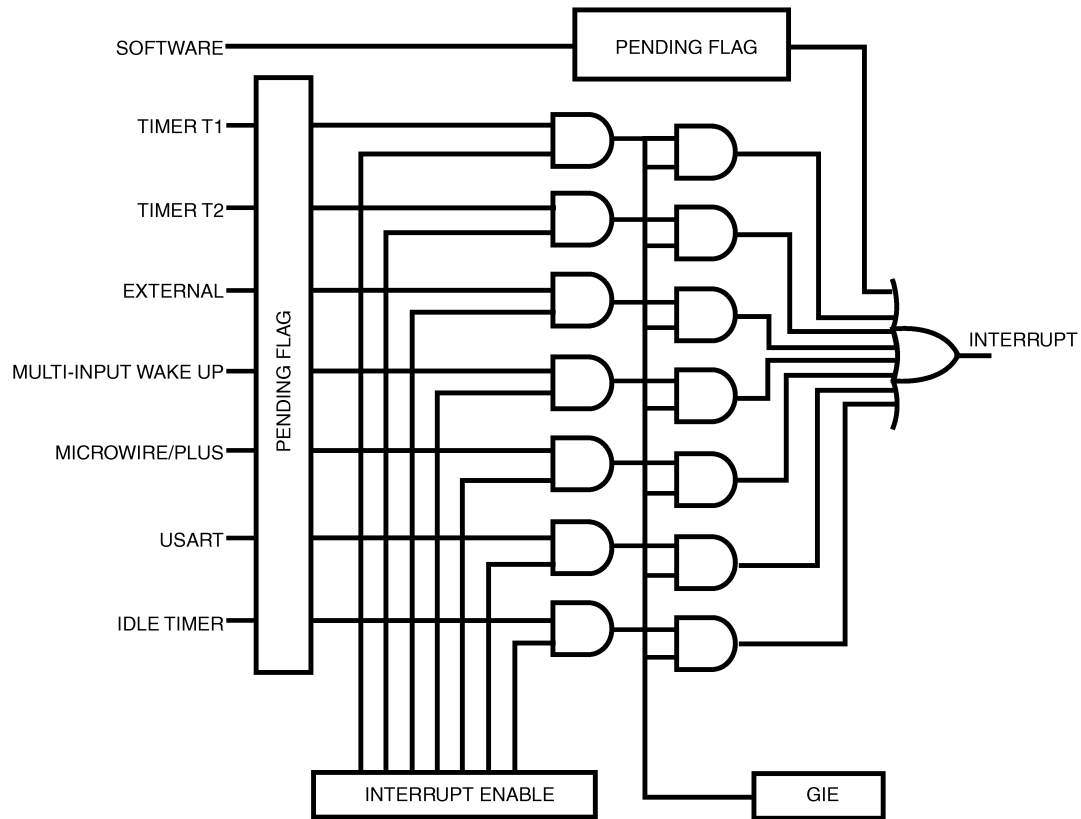 SOFTWARE
PENDING FLAG
TIMER T1
TIMER T2
EXTERNAL
MULTI-INPUT WAKE UP
MICROWIRE/PLUS
USART
IDLE TIMER
PENDING FLAG
INTERRUPT
INTERRUPT ENABLE
GIE